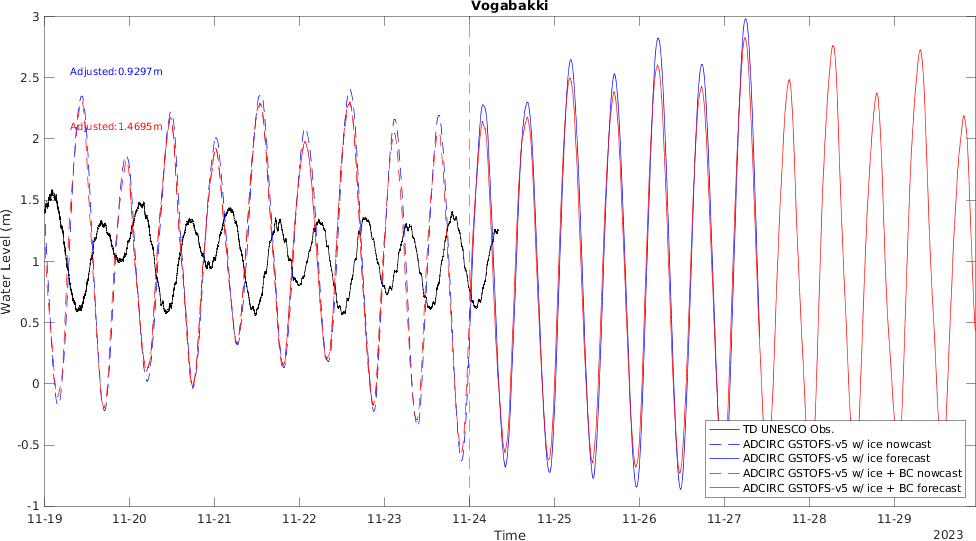 Vogabakki
3
2.5
2
1.5
1
0.5
0
-0.5
-1
Water Level (m)
Adjusted:0.9297m
Adjusted:1.4695m
TD UNESCO Obs.
ADCIRC GSTOFS-v5 w/ ice nowcast
ADCIRC GSTOFS-v5 w/ ice forecast
ADCIRC GSTOFS-v5 w/ ice + BC nowcast
ADCIRC GSTOFS-v5 w/ ice + BC forecast
11-19 11-20 11-21 11-22 11-23 11-24 11-25 11-26 11-27 11-28 11-29
Time
2023